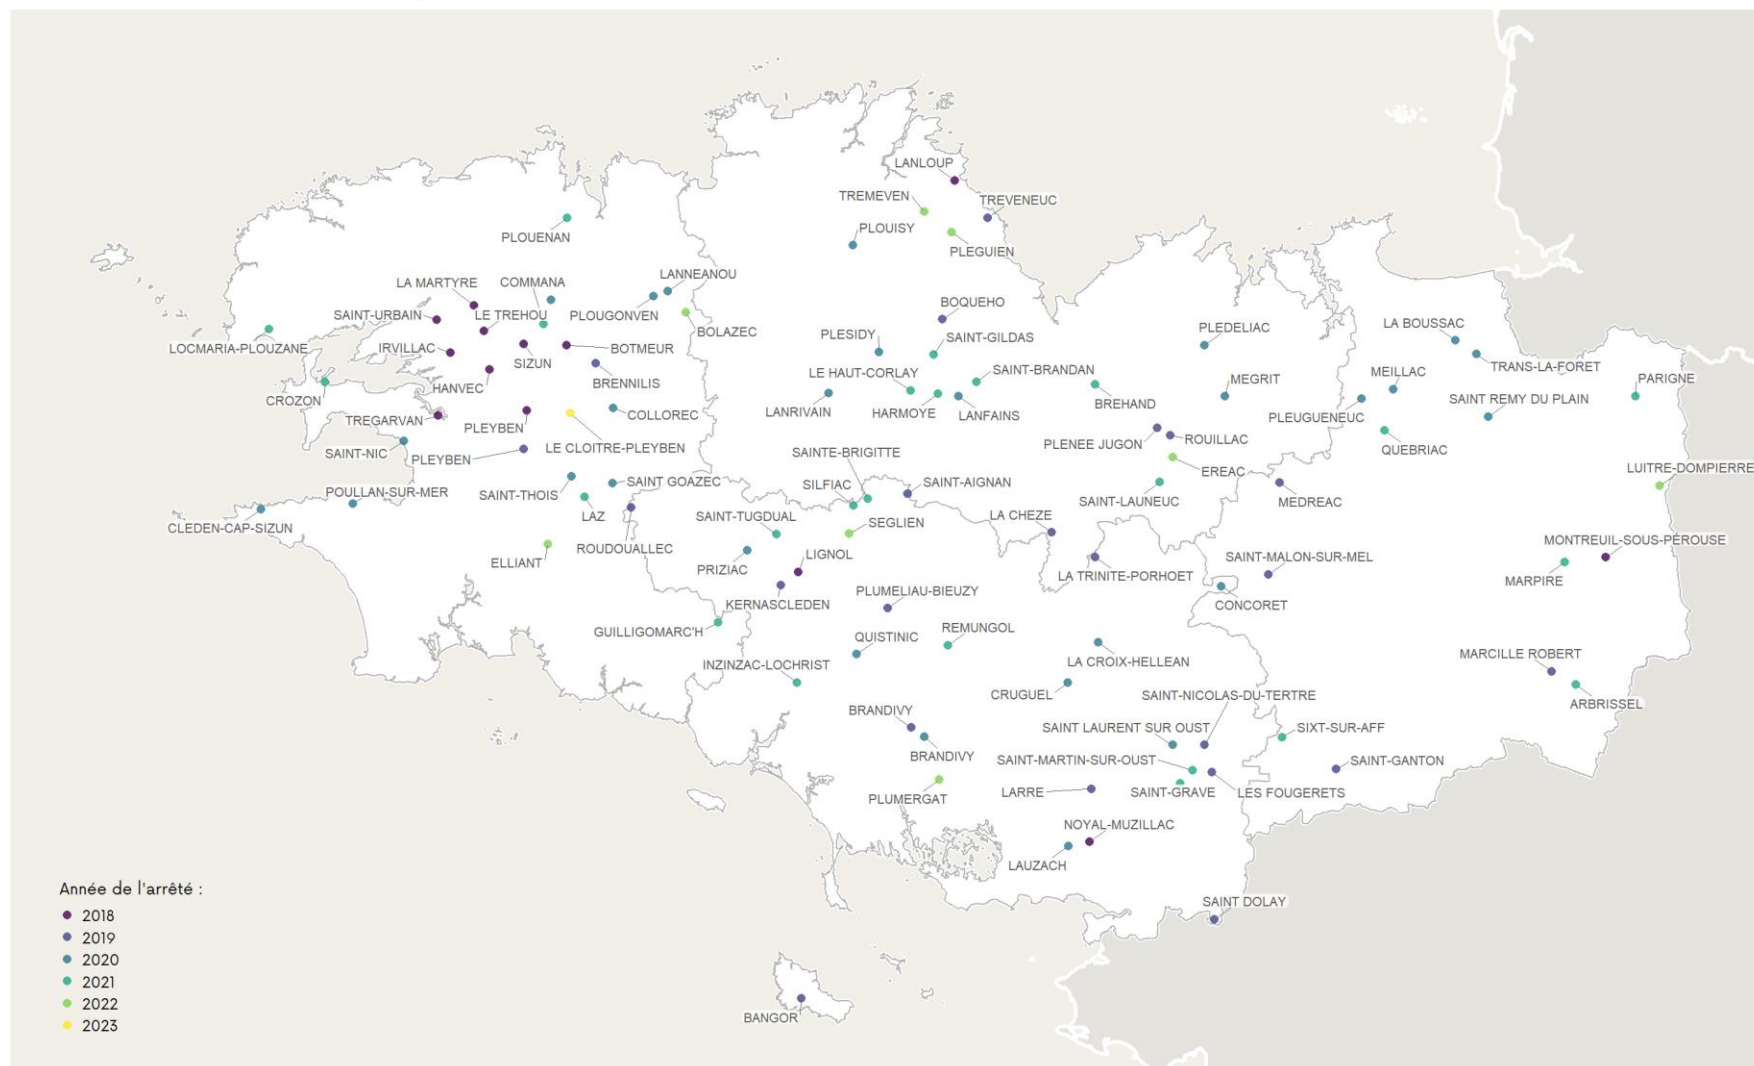 LANLOUP
TREMEVEN
TREVENEUC
PLOUISY
PLEGUIEN
PLOUENAN
LANNEANOU
LA MARTYRE
COMMANA
SAINT-URBAIN
LE TREHOU
PLOUGONVEN
BOLAZEC
BOQUEHO
LOCMARIA-PLOUZANE
IRVILLAC
SIZUN
BOTMEUR
PLESIDY
SAINT-GILDAS
PLEDELIAC
LA BOUSSAC
TRANS-LA-FORET
HANVEC
BRENNILIS
LE HAUT-CORLAY
SAINT-BRANDAN
MEGRIT
MEILLAC
PARIGNE
CROZON
TREGARVAN
PLEYBEN
COLLOREC
LANRIVAIN
HARMOYE
LANFAINS
BREHAND
PLEUGUENEUC
SAINT REMY DU PLAIN
SAINT-NIC
PLEYBEN
LE CLOITRE-PLEYBEN
SAINTE-BRIGITTE
PLENEE JUGON
ROUILLAC
QUEBRIAC
EREAC
LUITRE-DOMPIERRE
POULLAN-SUR-MER
SAINT-THOIS
SAINT GOAZEC
SILFIAC
SAINT-AIGNAN
SAINT-LAUNEUC
MEDREAC
CLEDEN-CAP-SIZUN
LAZ
SAINT-TUGDUAL
SEGLIEN
LA CHEZE
ELLIANT
ROUDOUALLEC
PRIZIAC
LIGNOL
LA TRINITE-PORHOET
SAINT-MALON-SUR-MEL
MONTREUIL-SOUS-PEROUSE
MARPIRE
KERNASCLEDEN
PLUMELIAU-BIEUZY
CONCORET
GUILLIGOMARC'H
QUISTINIC
REMUNGOL
LA CROIX-HELLEAN
MARCILLE ROBERT
INZINZAC-LOCHRIST
CRUGUEL
SAINT-NICOLAS-DU-TERTRE
ARBRISSEL
BRANDIVY
SAINT LAURENT SUR OUST
SIXT-SUR-AFF
BRANDIVY
SAINT-MARTIN-SUR-OUST
SAINT-GANTON
PLUMERGAT
LARRE
SAINT-GRAVE
LES FOUGERETS
NOYAL-MUZILLAC
LAUZACH
SAINT DOLAY
BANGOR
Année de l'arrêté :
2018
2019
2020
2021
2022
2023